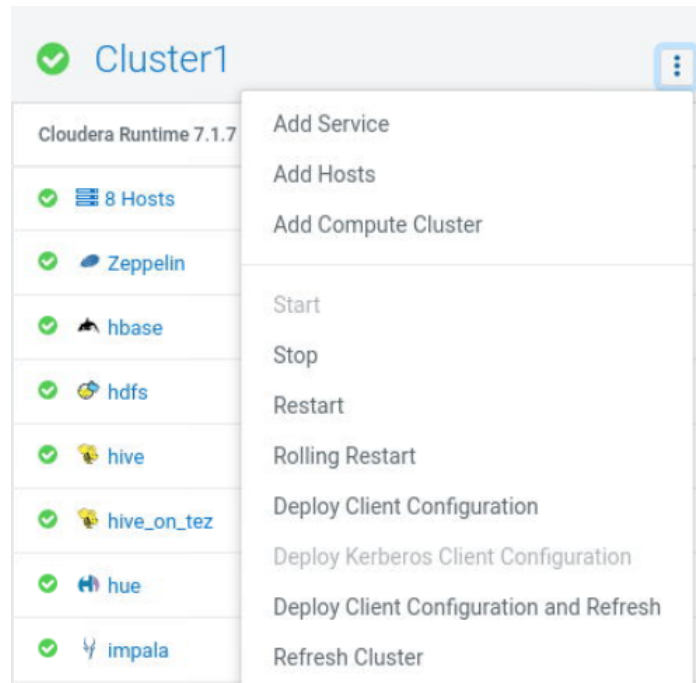 Cluster1
Cloudera Runtime 7.1.7
8 Hosts
Zeppelin
hbase
hdfs
hive
hive_on_tez
hue
impala
Add Service
Add Hosts
Add Compute Cluster
Start
Stop
Restart
Rolling Restart
Deploy Client Configuration
Deploy Kerberos Client Configuration
Deploy Client Configuration and Refresh
Refresh Cluster